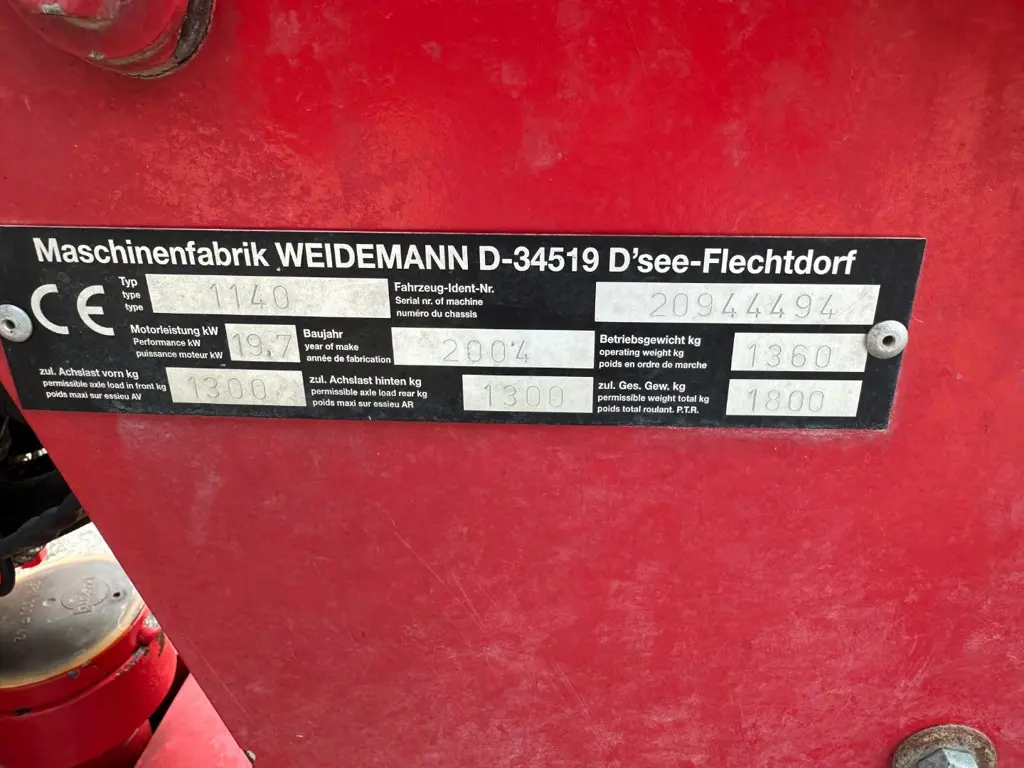 Maschinenfabrik WEIDEMANN D-34519 D'see-Flechtdorf
Typ
type
type
1140
Fahrzeug-Ident-Nr.
Serial nr. of machine
numéro du chassis
20944494
CE
Motorleistung kW
Performance kW
puissance moteur kW
19,7
Baujahr
year of make
année de fabrication
2004
Betriebsgewicht kg
operating weight kg
poids en ordre de marche
1360
zul. Achslast vorn kg
permissible axle load in front kg
poids maxi sur essieu AV
1300
zul. Achslast hinten kg
permissible axle load rear kg
poids maxi sur essieu AR
1300
zul. Ges. Gew. kg
permissible weight total kg
poids total roulant. P.T.R.
1800